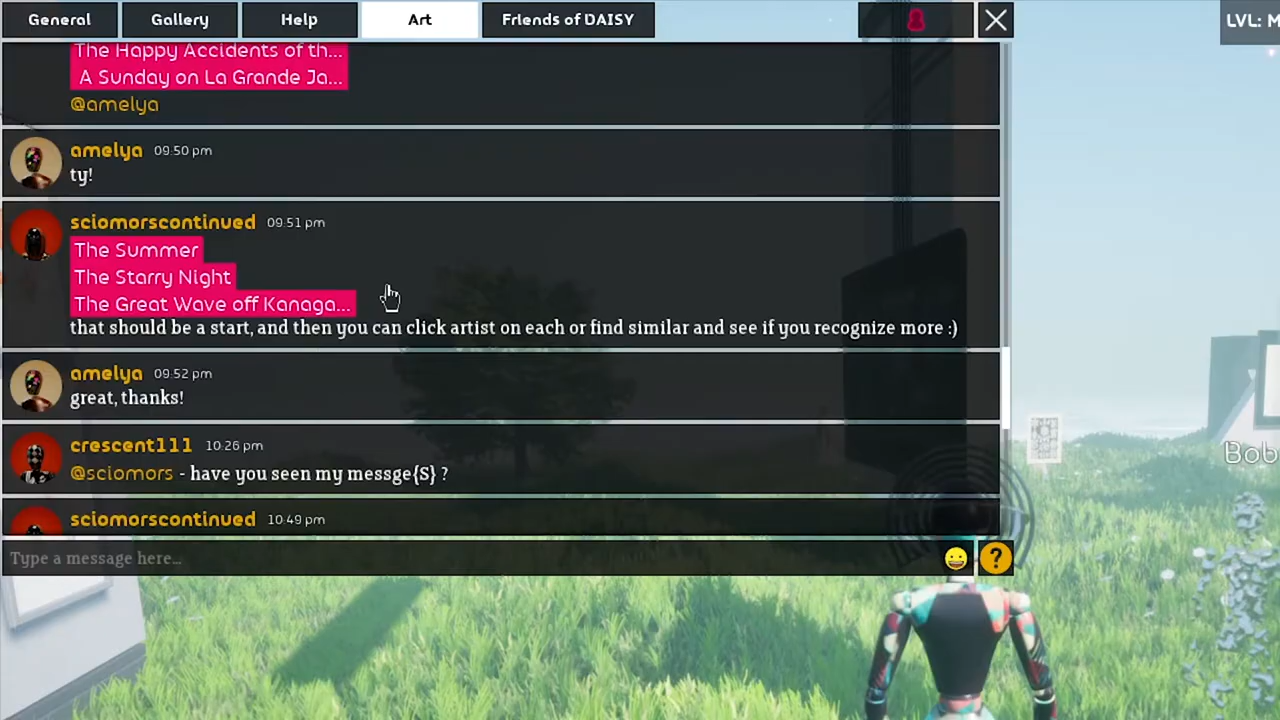 General Gallery Help Art Friends of DAISY
LVL: M
The Happy Accidents of th...
A Sunday on La Grande Ja...
@amelya
amelya 09:50 pm
ty!
sciomorscontinued 09:51 pm
The Summer
The Starry Night
The Great Wave off Kanaga...
that should be a start, and then you can click artist on each or find similar and see if you recognize more :)
amelya 09:52 pm
great, thanks!
crescent111 10:26 pm
@sciomors - have you seen my messge{S} ?
Bob
sciomorscontinued 10:49 pm
Type a message here...
?